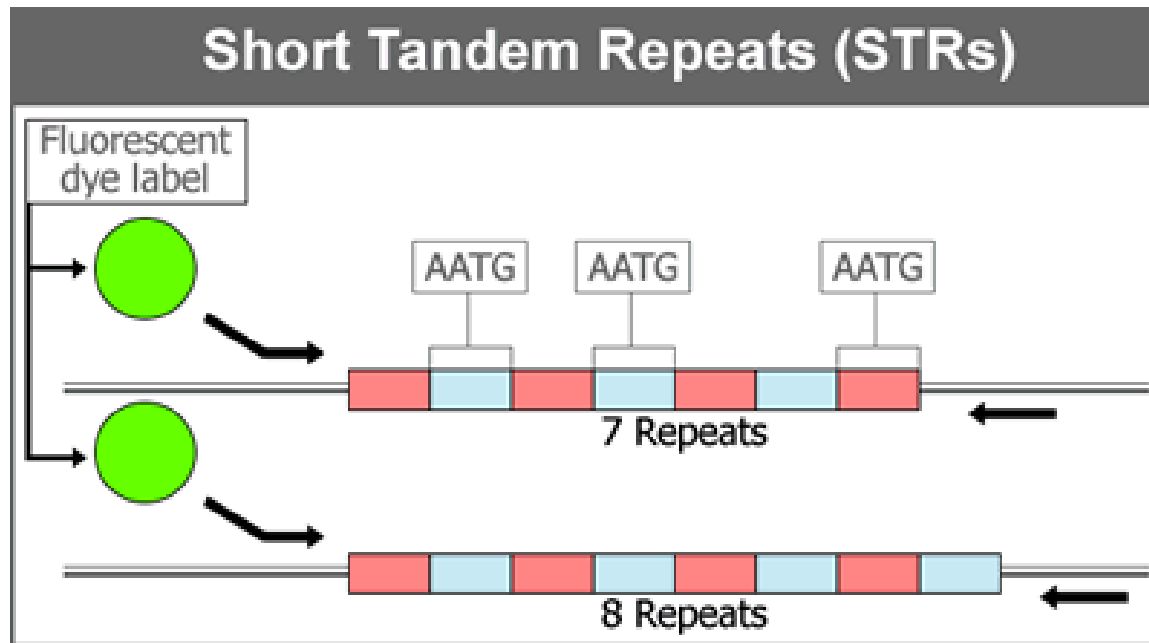 Short Tandem Repeats (STRs)
Fluorescent
dye label
AATG
AATG
AATG
7 Repeats
8 Repeats